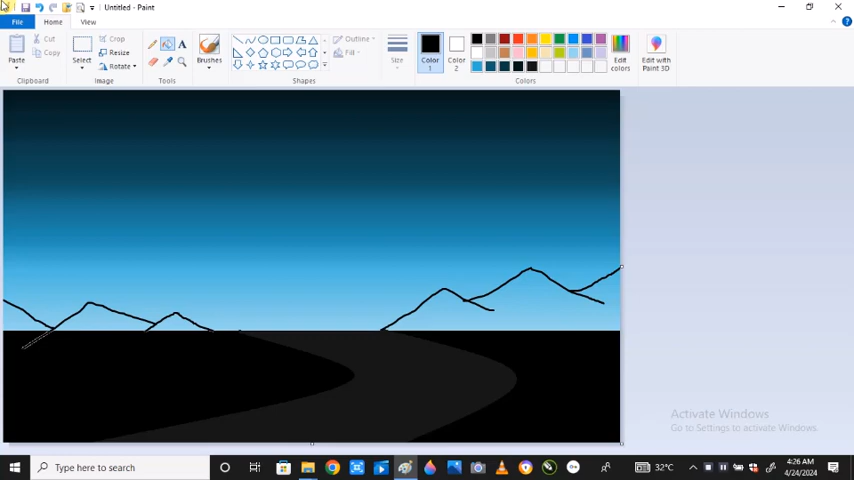 Untitled - Paint
File Home View
Paste
Cut
Copy
Clipboard
Select
Crop
Resize
Rotate
Image
A
Tools
Brushes
Outline
Fill
Shapes
Size
Color
1
Color
2
Edit
colors
Colors
Edit with
Paint 3D
Activate Windows
Go to Settings to activate Windows.
Type here to search
32°C
4:26 AM
4/24/2024